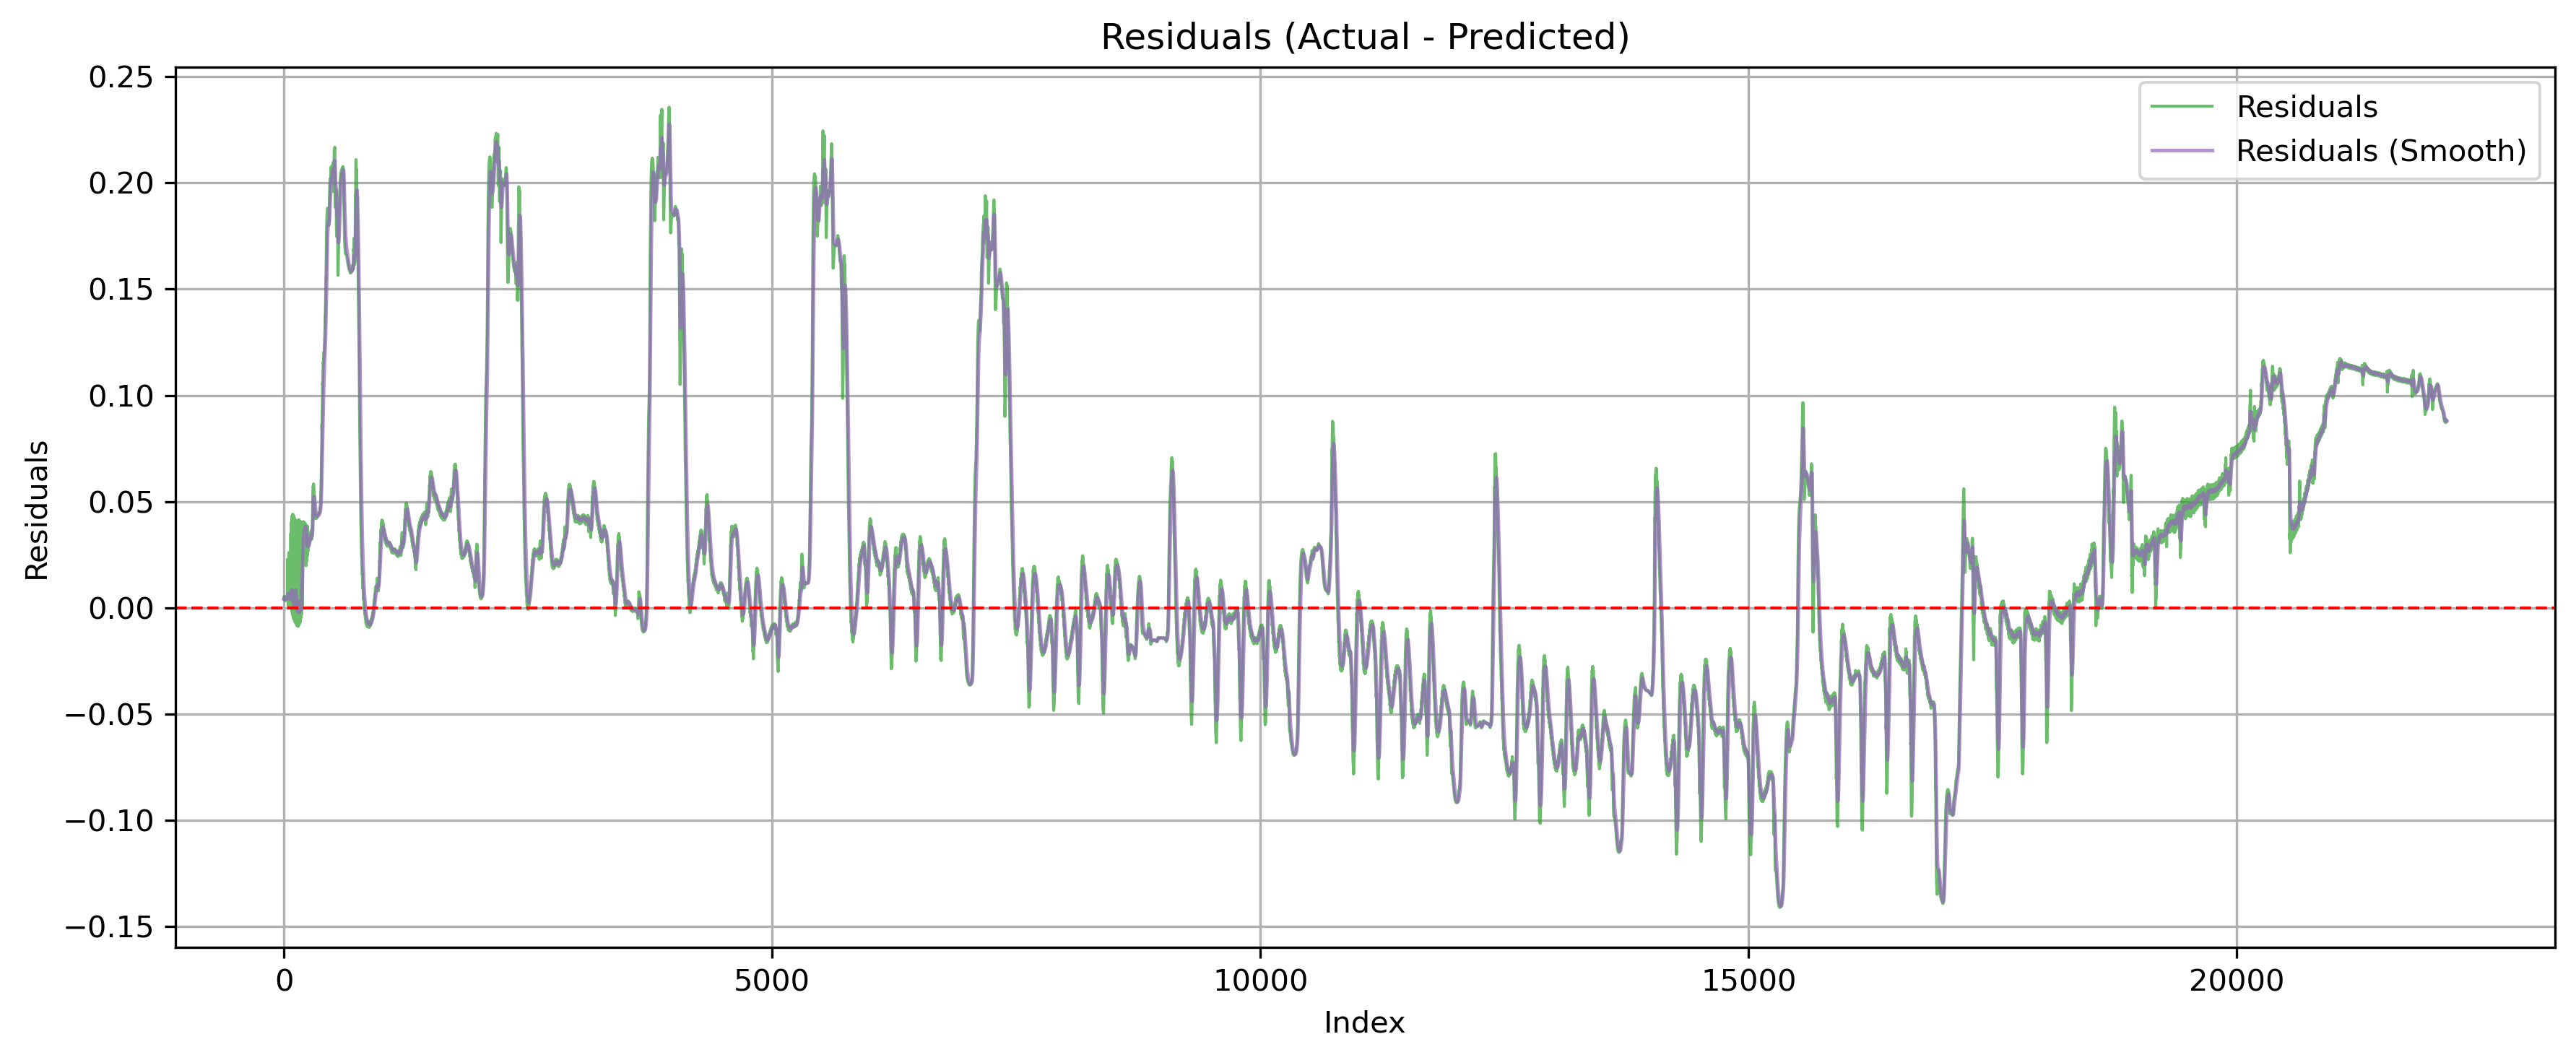 Residuals (Actual - Predicted)
Residuals
Residuals (Smooth)
0.25
0.20
0.15
0.10
0.05
0.00
−0.05
−0.10
−0.15
Residuals
0
5000
10000
15000
20000
Index